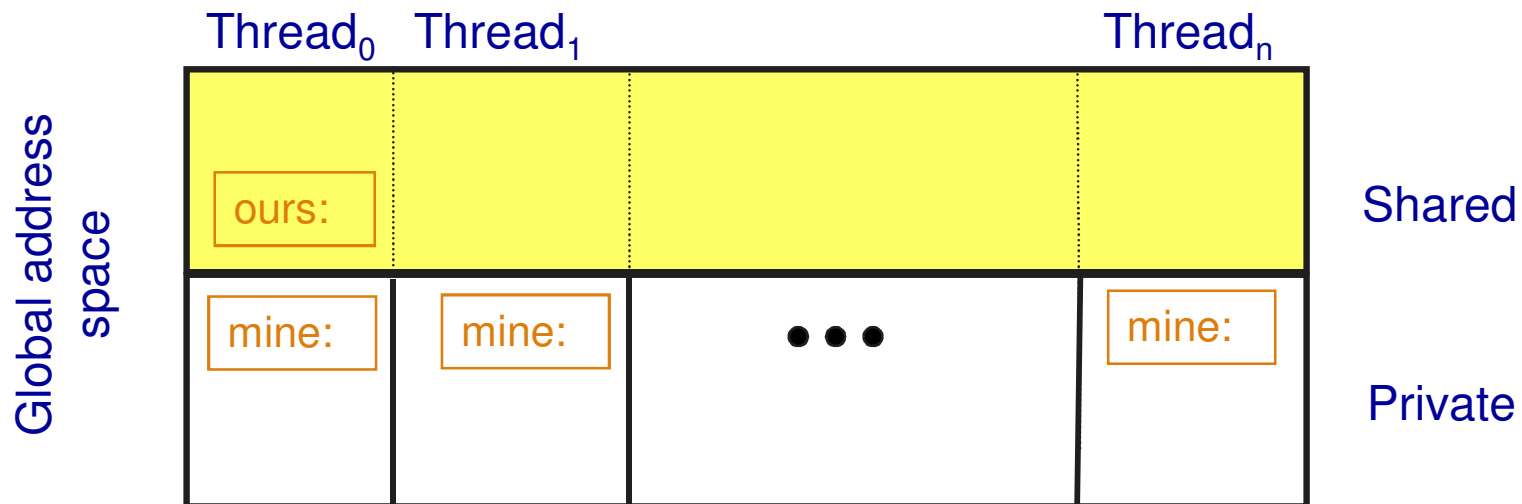 Thread₀ Thread₁ Threadₙ
Global address
space
ours:
Shared
mine: mine: mine:
Private